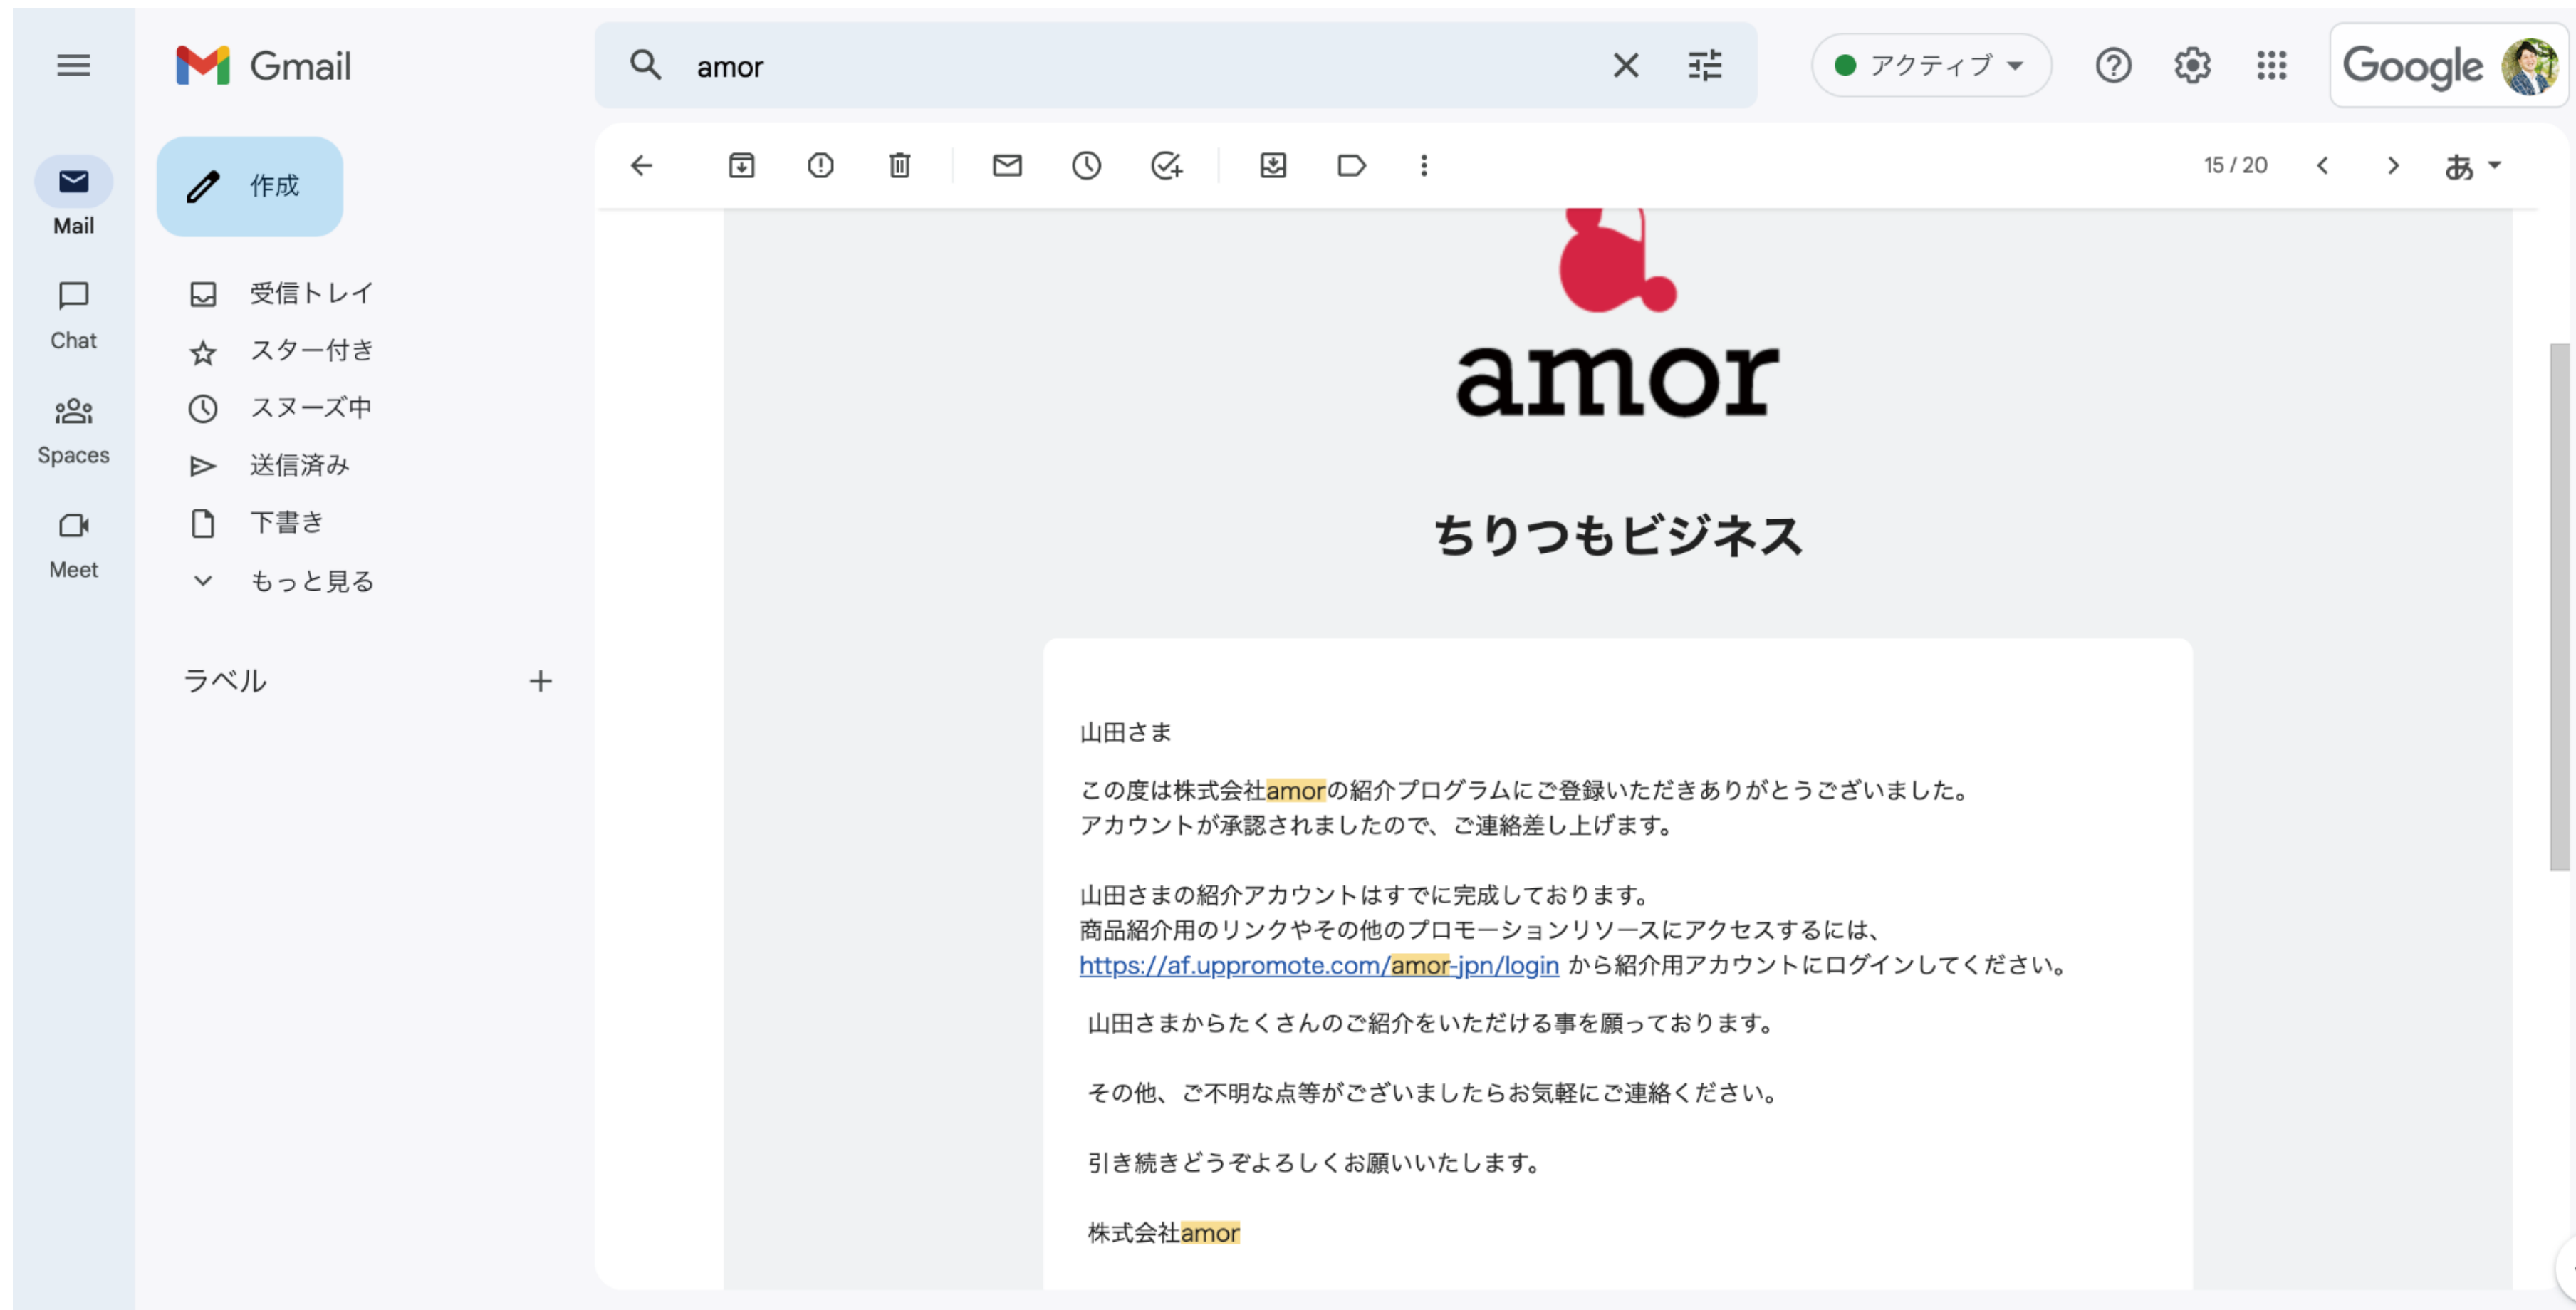 Gmail
amor
アクティブ
Google
Mail
Chat
Spaces
Meet
作成
受信トレイ
スター付き
スヌーズ中
送信済み
下書き
もっと見る
ラベル
15 / 20
あ
amor
ちりつもビジネス
山田さま
この度は株式会社amorの紹介プログラムにご登録いただきありがとうございました。
アカウントが承認されましたので、ご連絡差し上げます。
山田さまの紹介アカウントはすでに完成しております。
商品紹介用のリンクやその他のプロモーションリソースにアクセスするには、
https://af.uppromote.com/amor-jpn/login から紹介用アカウントにログインしてください。
山田さまからたくさんのご紹介をいただける事を願っております。
その他、ご不明な点等がございましたらお気軽にご連絡ください。
引き続きどうぞよろしくお願いいたします。
株式会社amor